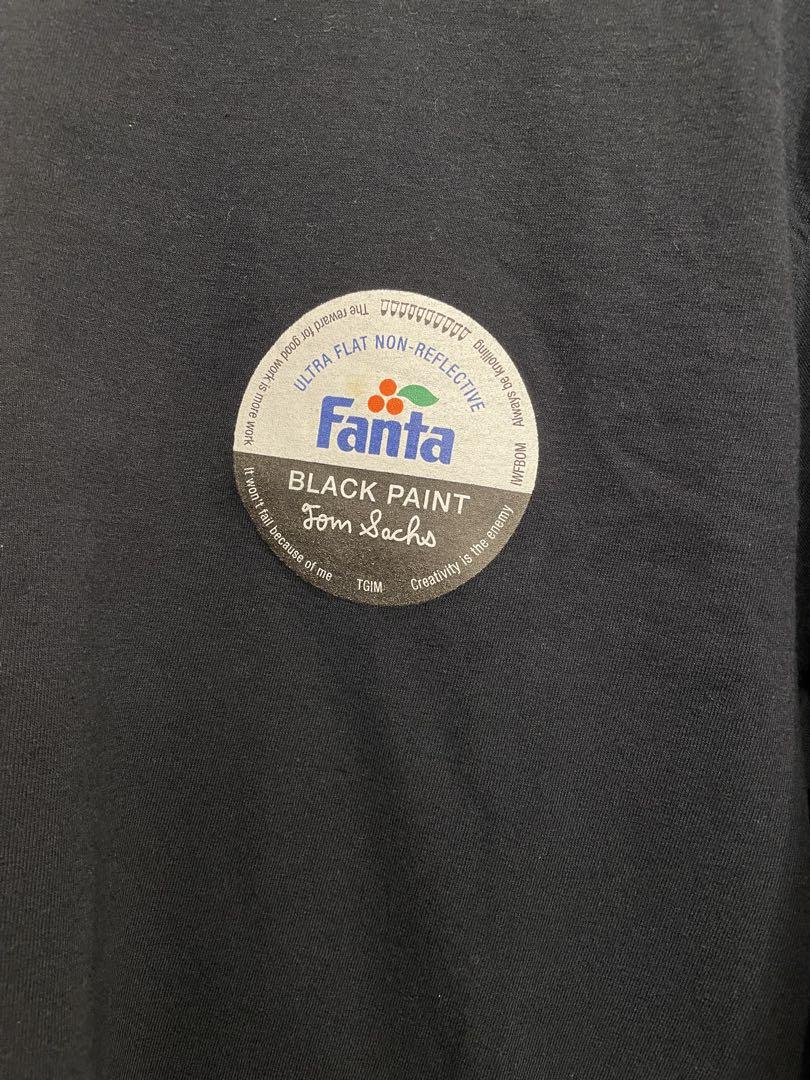 The reward for good work is more work
Always be knolling
IWFBOM
ULTRA FLAT NON-REFLECTIVE
Fanta
BLACK PAINT
Tom Sachs
It won't fail because of me
TGIM
Creativity is the enemy